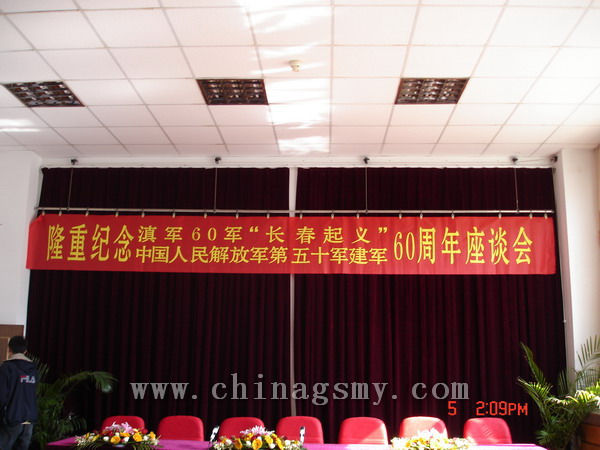 隆重纪念 滇军60军“长春起义” 60周年座谈会
中国人民解放军第五十军建军
FILA
www.chinagsmy.com
5 2:09PM